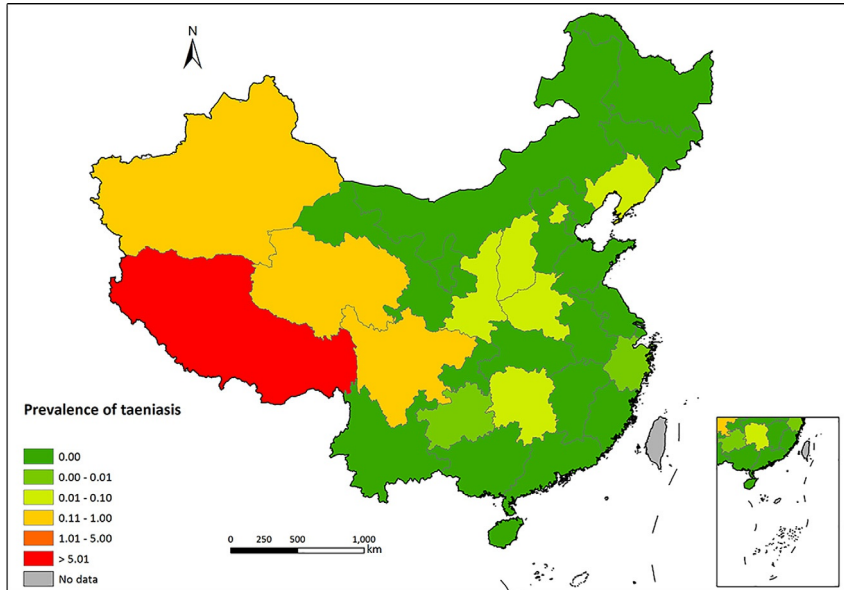 N
Prevalence of taeniasis
0.00
0.00 - 0.01
0.01 - 0.10
0.11 - 1.00
1.01 - 5.00
> 5.01
No data
0 250 500 1,000
km